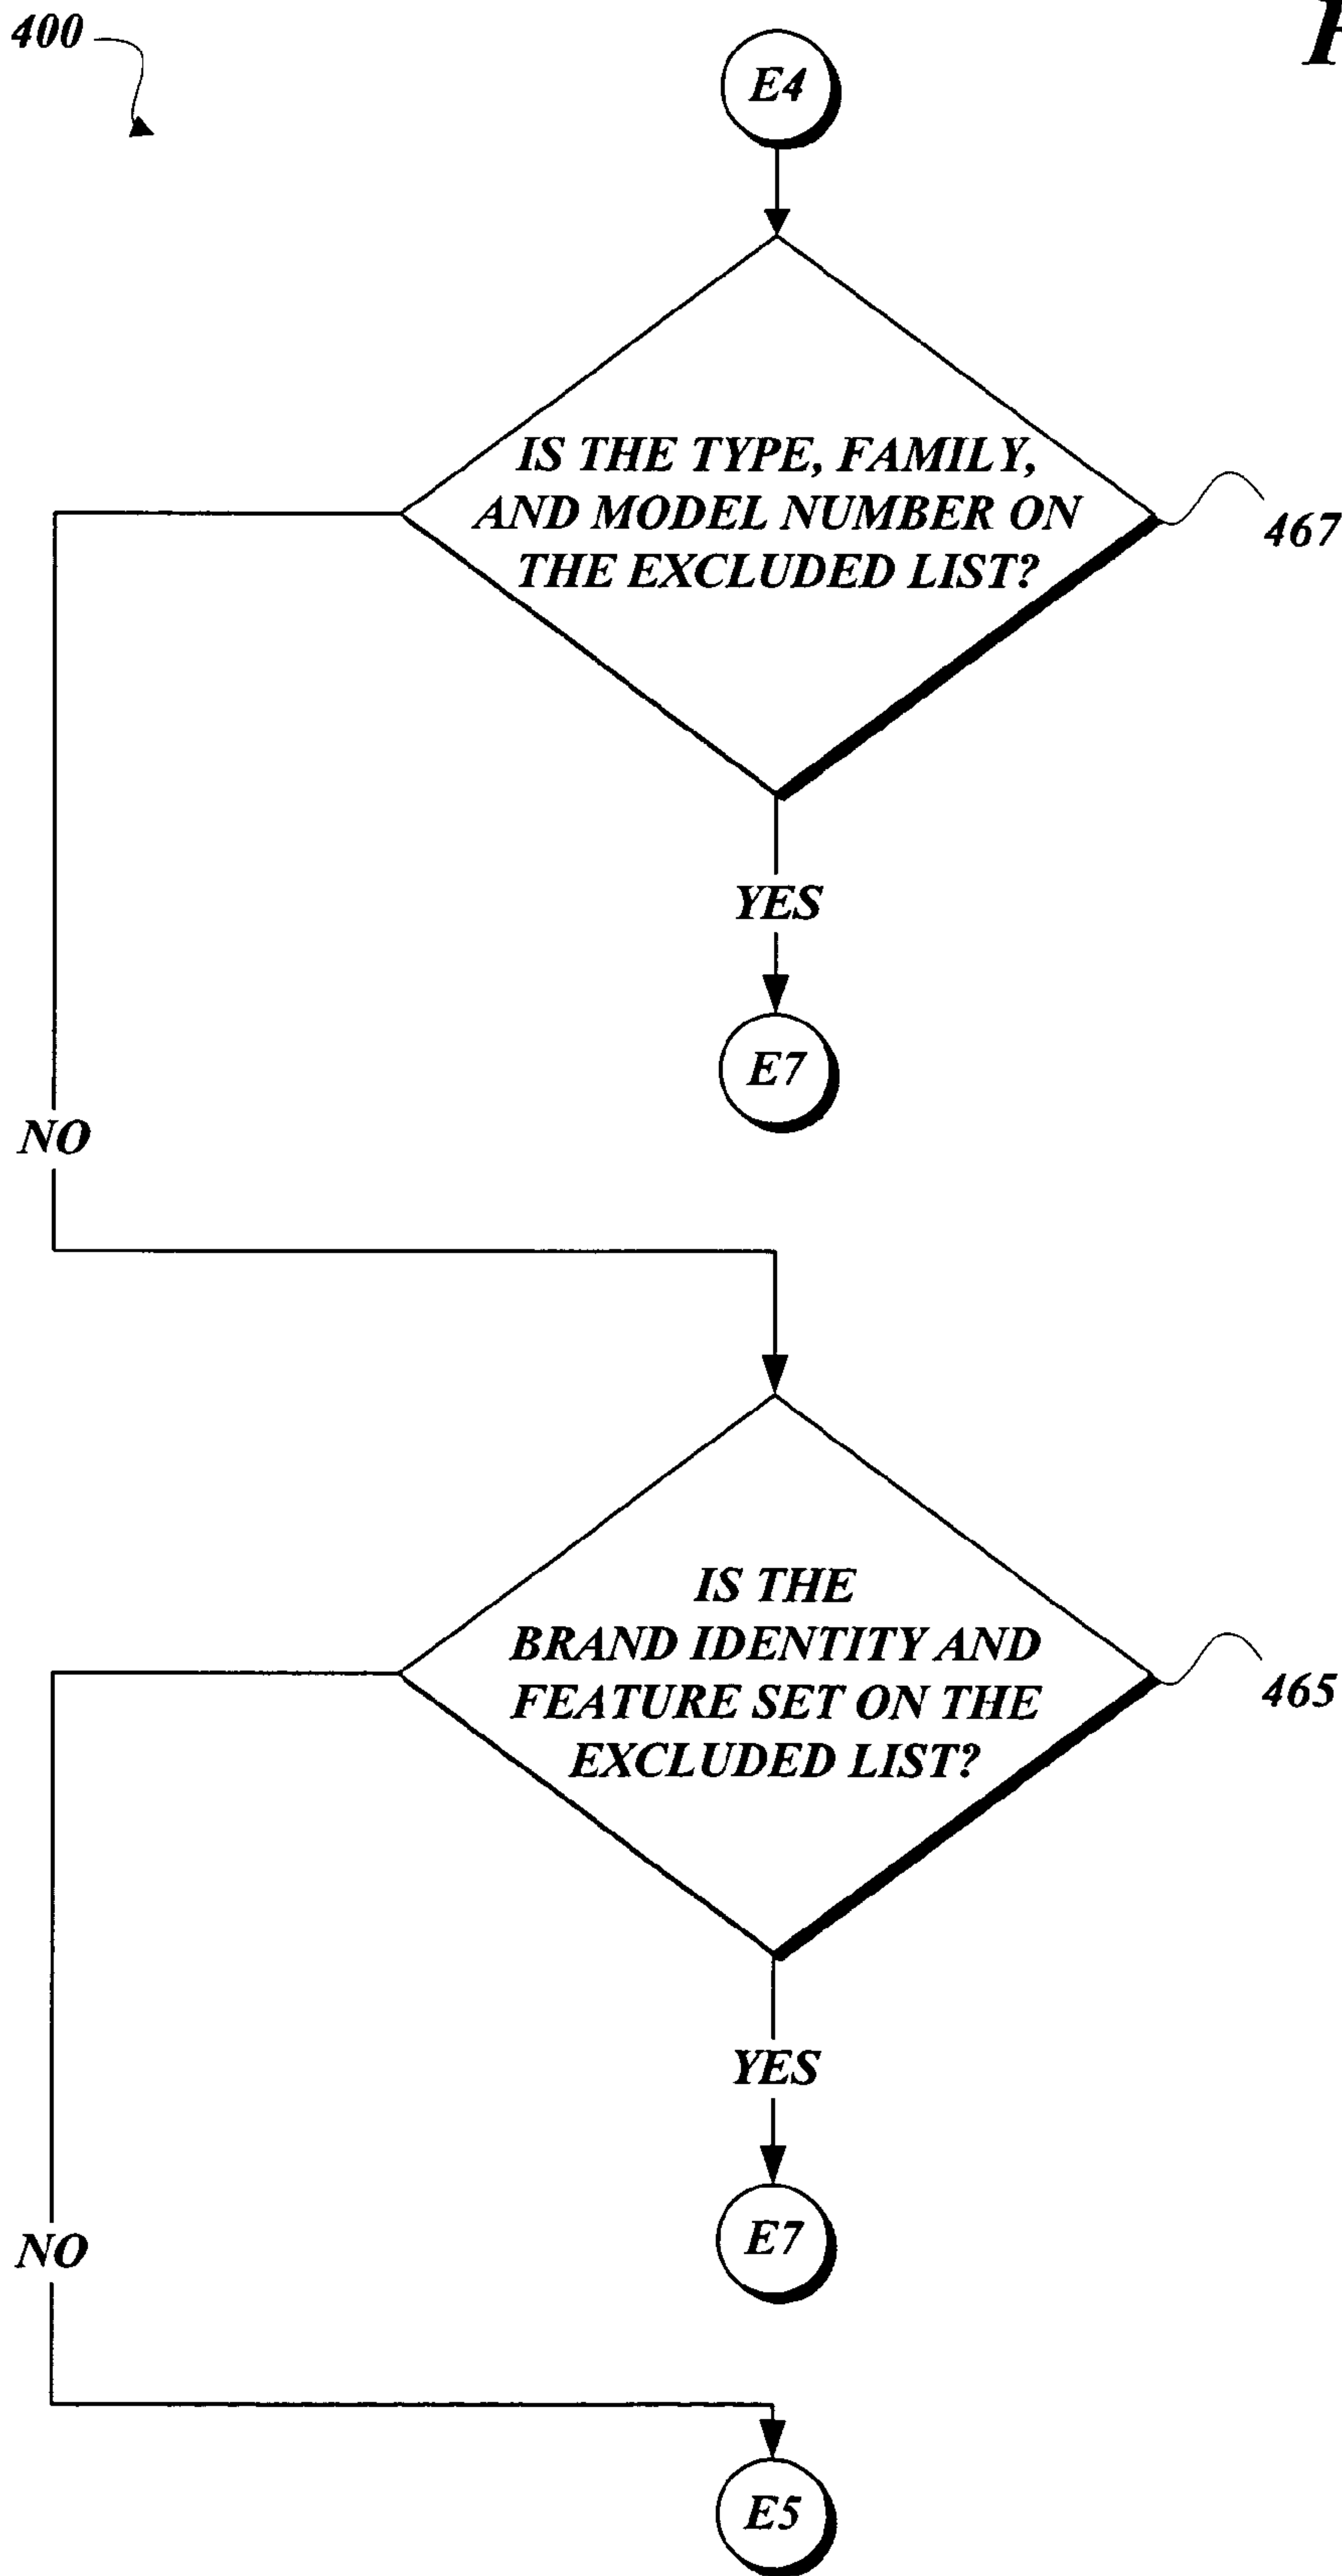 400
E4
IS THE TYPE, FAMILY,
AND MODEL NUMBER ON
THE EXCLUDED LIST?
467
YES
E7
NO
IS THE
BRAND IDENTITY AND
FEATURE SET ON THE
EXCLUDED LIST?
465
YES
E7
NO
E5